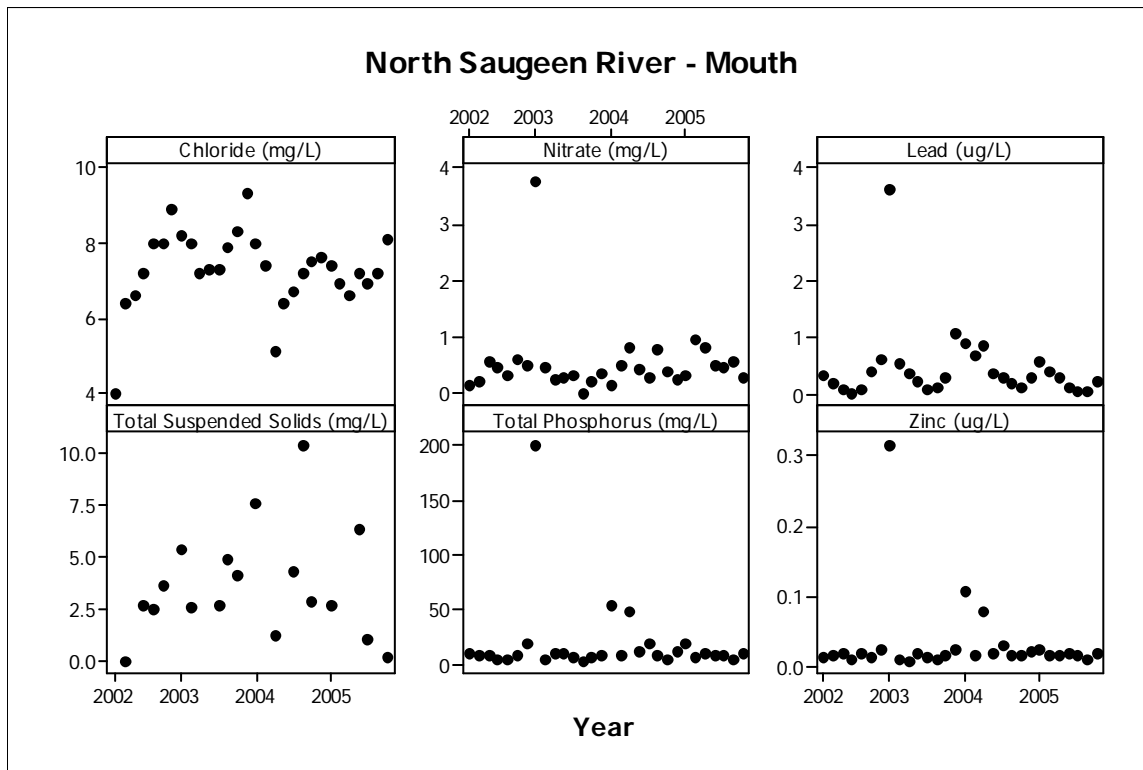 North Saugeen River - Mouth
2002 2003 2004 2005
Chloride (mg/L) Nitrate (mg/L) Lead (ug/L)
10 4 4
3 3
8
2 2
6
1 1
4 0 0
Total Suspended Solids (mg/L) Total Phosphorus (mg/L) Zinc (ug/L)
10.0 200 0.3
7.5 150
0.2
5.0 100
2.5 50 0.1
0.0 0 0.0
2002 2003 2004 2005 2002 2003 2004 2005
Year